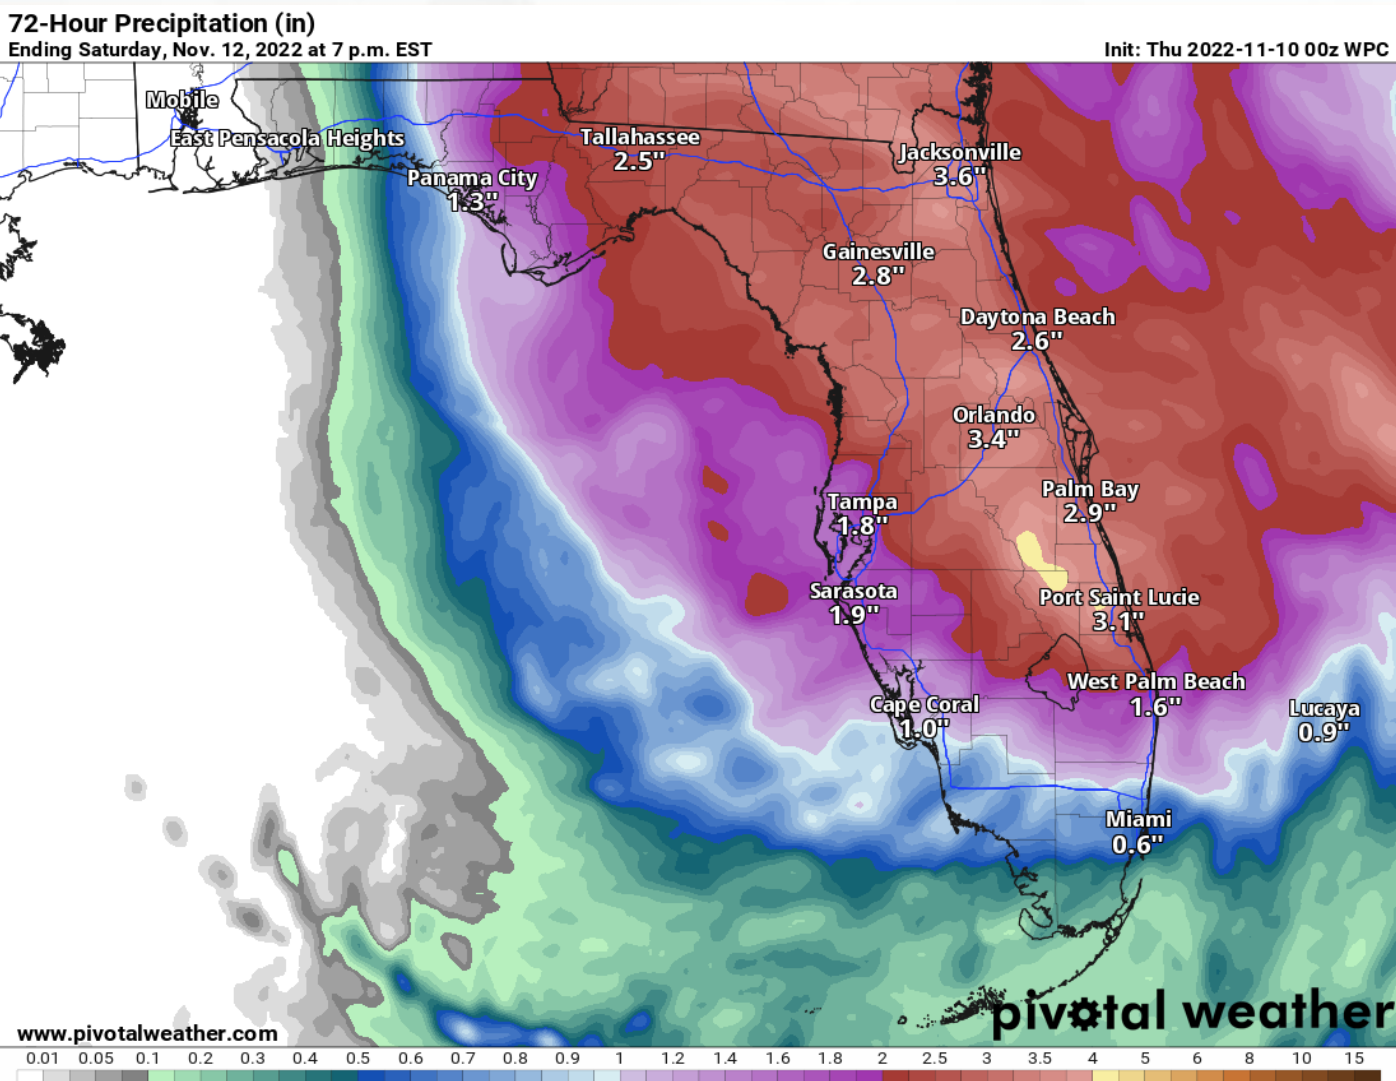 72-Hour Precipitation (in)
Ending Saturday, Nov. 12, 2022 at 7 p.m. EST
Init: Thu 2022-11-10 00z WPC
Mobile
East Pensacola Heights
Tallahassee
2.5"
Jacksonville
3.6"
Panama City
1.3"
Gainesville
2.8"
Daytona Beach
2.6"
Orlando
3.4"
Palm Bay
2.9"
Tampa
1.8"
Sarasota
1.9"
Port Saint Lucie
3.1"
West Palm Beach
1.6"
Cape Coral
1.0"
Lucaya
0.9"
Miami
0.6"
pivotal weather
www.pivotalweather.com
0.01 0.05 0.1 0.2 0.3 0.4 0.5 0.6 0.7 0.8 0.9 1 1.2 1.4 1.6 1.8 2 2.5 3 3.5 4 5 6 8 10 15